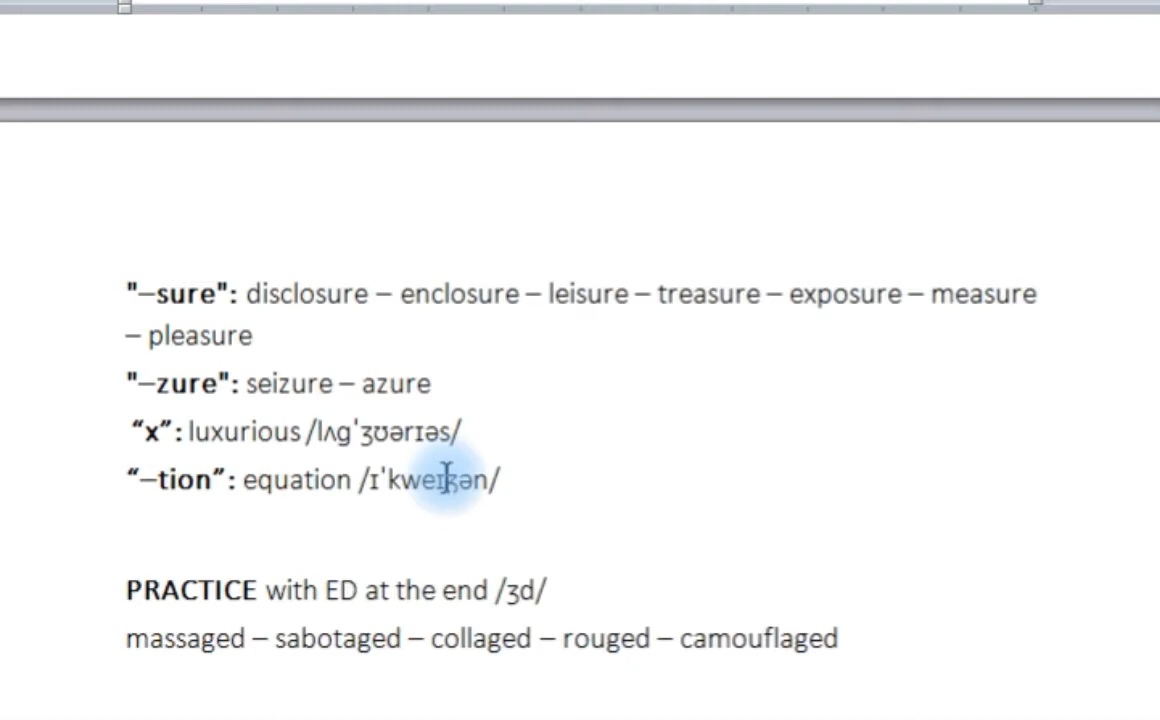 "–sure": disclosure – enclosure – leisure – treasure – exposure – measure
– pleasure
"–zure": seizure – azure
“x”: luxurious /lʌgˈʒʊərɪəs/
“–tion”: equation /ɪˈkweɪʒən/
PRACTICE with ED at the end /ʒd/
massaged – sabotaged – collaged – rouged – camouflaged